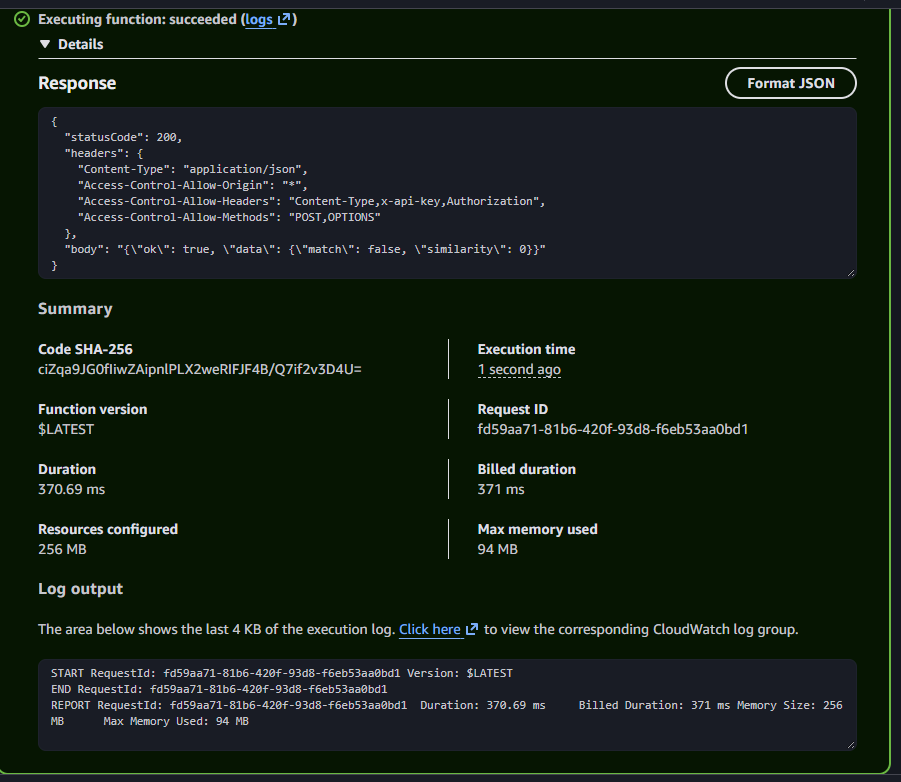 Executing function: succeeded (logs)
Details
Response
Format JSON
{
  "statusCode": 200,
  "headers": {
    "Content-Type": "application/json",
    "Access-Control-Allow-Origin": "*",
    "Access-Control-Allow-Headers": "Content-Type,x-api-key,Authorization",
    "Access-Control-Allow-Methods": "POST,OPTIONS"
  },
  "body": "{\"ok\": true, \"data\": {\"match\": false, \"similarity\": 0}}"
}
Summary
Code SHA-256
ciZqa9JG0fIiwZAipnlPLX2weRIFJF4B/Q7if2v3D4U=
Execution time
1 second ago
Function version
$LATEST
Request ID
fd59aa71-81b6-420f-93d8-f6eb53aa0bd1
Duration
370.69 ms
Billed duration
371 ms
Resources configured
256 MB
Max memory used
94 MB
Log output
The area below shows the last 4 KB of the execution log. Click here to view the corresponding CloudWatch log group.
START RequestId: fd59aa71-81b6-420f-93d8-f6eb53aa0bd1 Version: $LATEST
END RequestId: fd59aa71-81b6-420f-93d8-f6eb53aa0bd1
REPORT RequestId: fd59aa71-81b6-420f-93d8-f6eb53aa0bd1  Duration: 370.69 ms     Billed Duration: 371 ms Memory Size: 256
MB      Max Memory Used: 94 MB